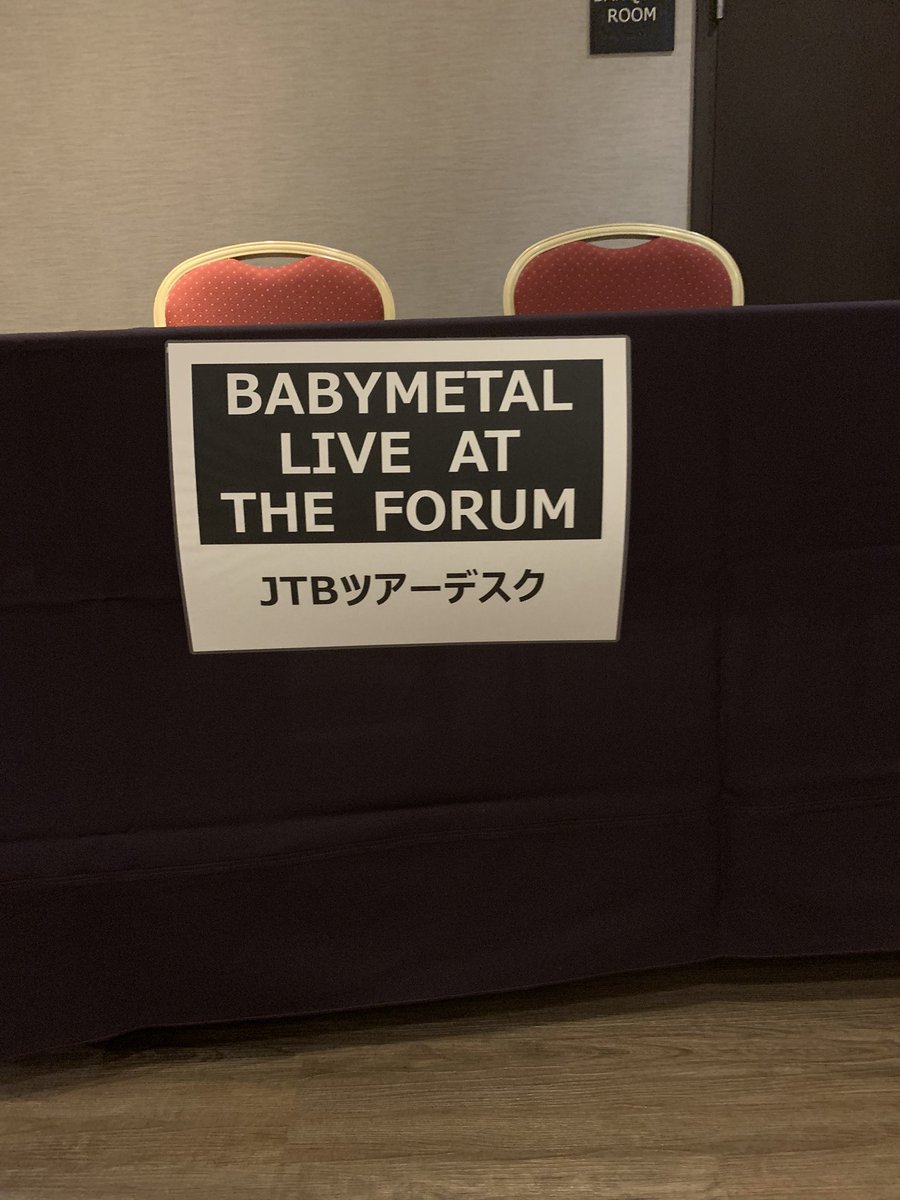 ROOM
BABYMETAL
LIVE AT
THE FORUM
JTBツアーデスク